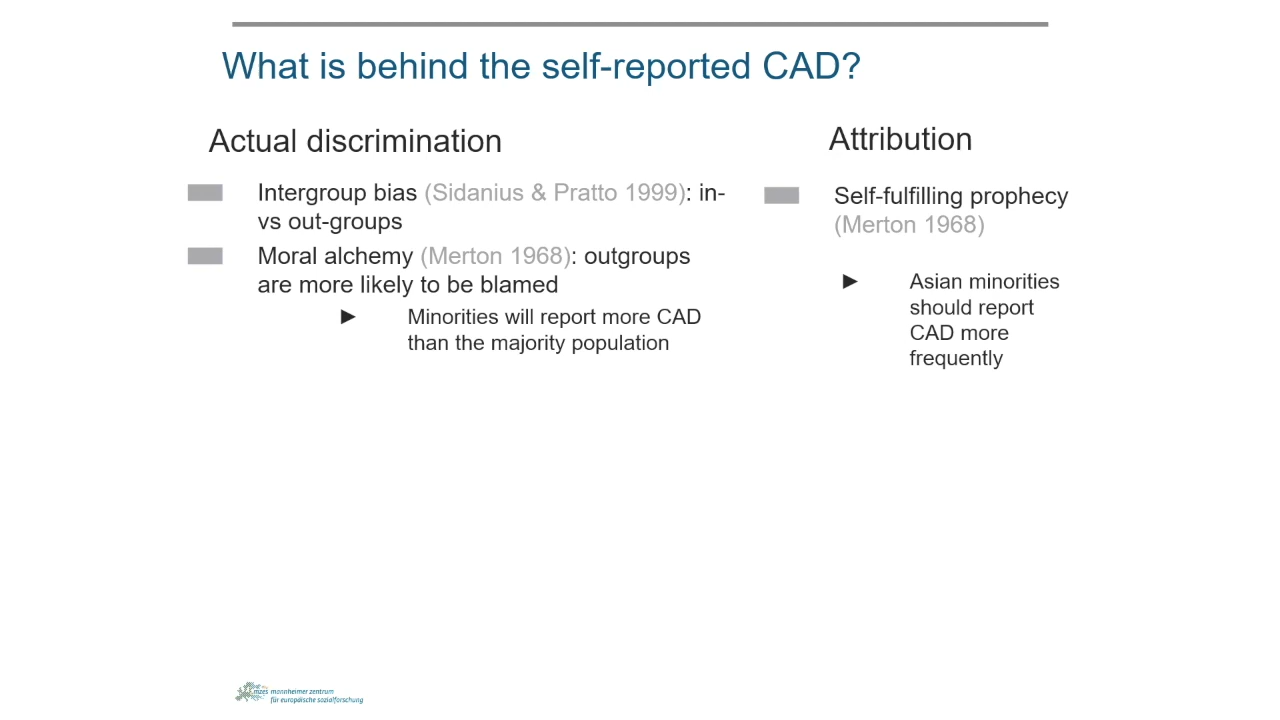 What is behind the self-reported CAD?
Actual discrimination
Intergroup bias (Sidanius & Pratto 1999): in-
vs out-groups
Moral alchemy (Merton 1968): outgroups
are more likely to be blamed
Minorities will report more CAD
than the majority population
Attribution
Self-fulfilling prophecy
(Merton 1968)
Asian minorities
should report
CAD more
frequently
mzes mannheimer zentrum
für europäische sozialforschung